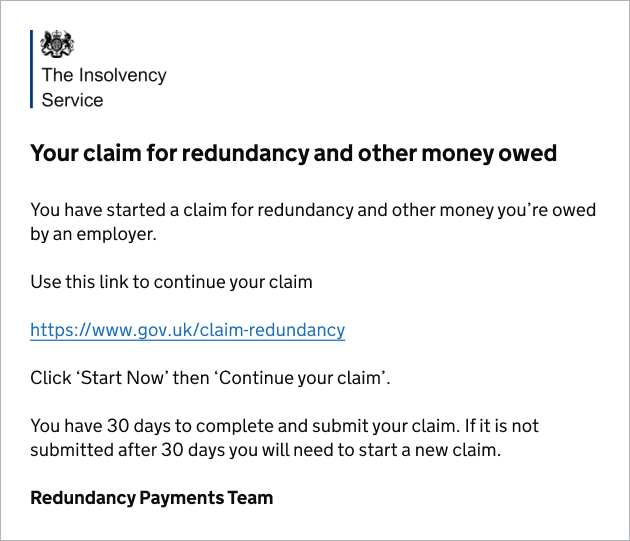 The Insolvency
Service
Your claim for redundancy and other money owed
You have started a claim for redundancy and other money you’re owed
by an employer.
Use this link to continue your claim
https://www.gov.uk/claim-redundancy
Click ‘Start Now’ then ‘Continue your claim’.
You have 30 days to complete and submit your claim. If it is not
submitted after 30 days you will need to start a new claim.
Redundancy Payments Team